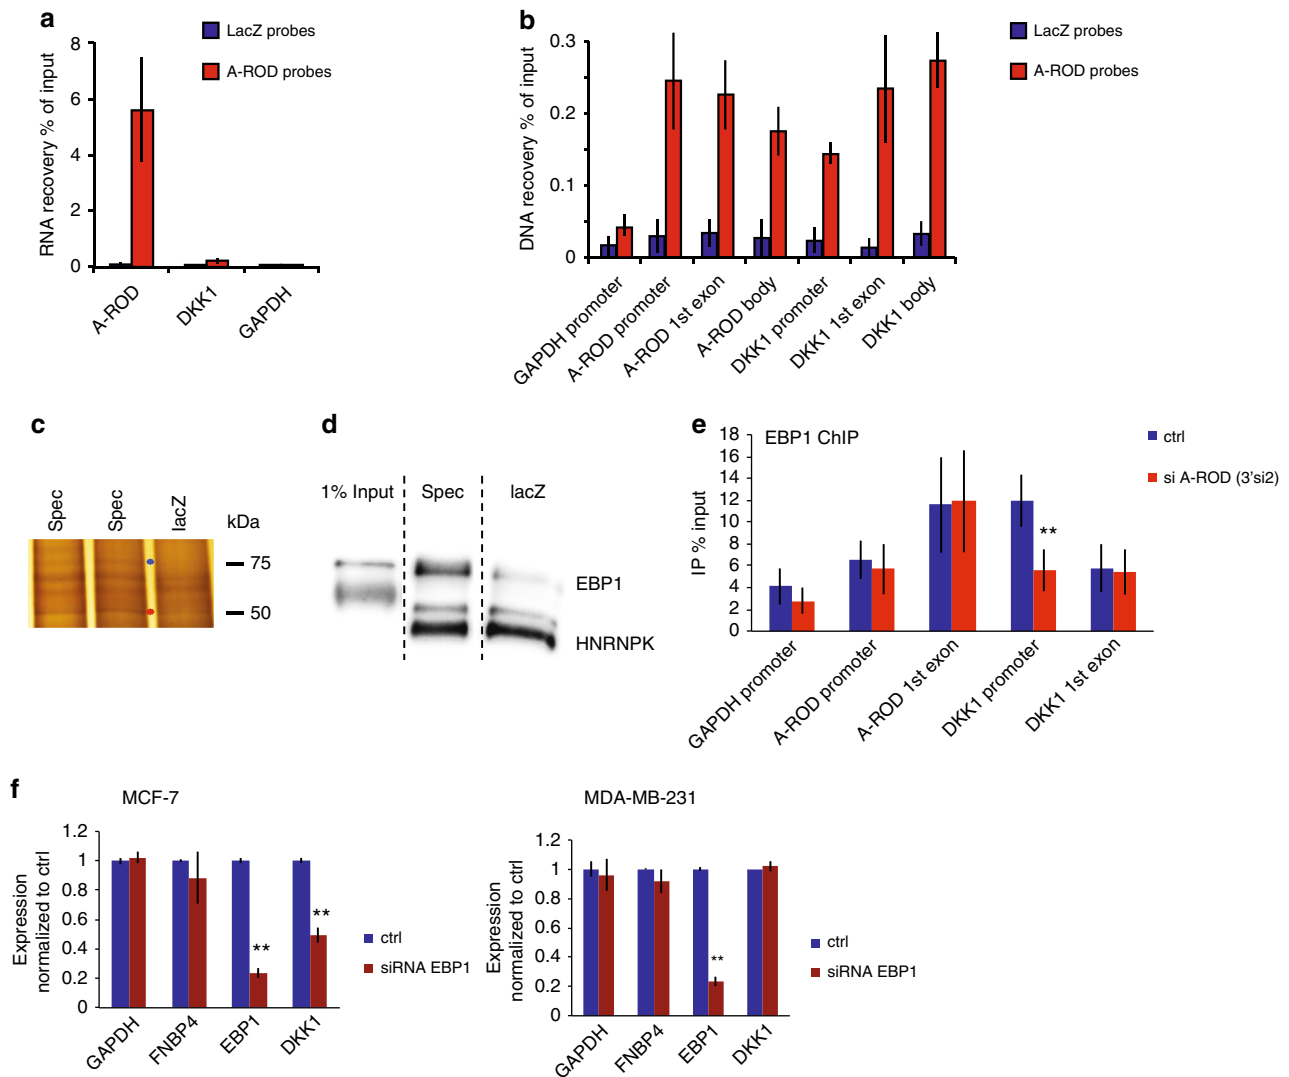 a
LacZ probes
A-ROD probes
RNA recovery % of input
8
6
4
2
0
A-ROD
DKK1
GAPDH
b
LacZ probes
A-ROD probes
DNA recovery % of input
0.3
0.2
0.1
0
GAPDH promoter
A-ROD promoter
A-ROD 1st exon
A-ROD body
DKK1 promoter
DKK1 1st exon
DKK1 body
c
Spec
Spec
lacZ
kDa
75
50
d
1% Input
Spec
lacZ
EBP1
HNRNPK
e
EBP1 ChIP
ctrl
si A-ROD (3'si2)
IP % input
18
16
14
12
10
8
6
4
2
0
**
GAPDH promoter
A-ROD promoter
A-ROD 1st exon
DKK1 promoter
DKK1 1st exon
f
MCF-7
Expression
normalized to ctrl
1.2
1
0.8
0.6
0.4
0.2
0
**
**
GAPDH
FNBP4
EBP1
DKK1
ctrl
siRNA EBP1
MDA-MB-231
Expression
normalized to ctrl
1.2
1
0.8
0.6
0.4
0.2
0
**
GAPDH
FNBP4
EBP1
DKK1
ctrl
siRNA EBP1